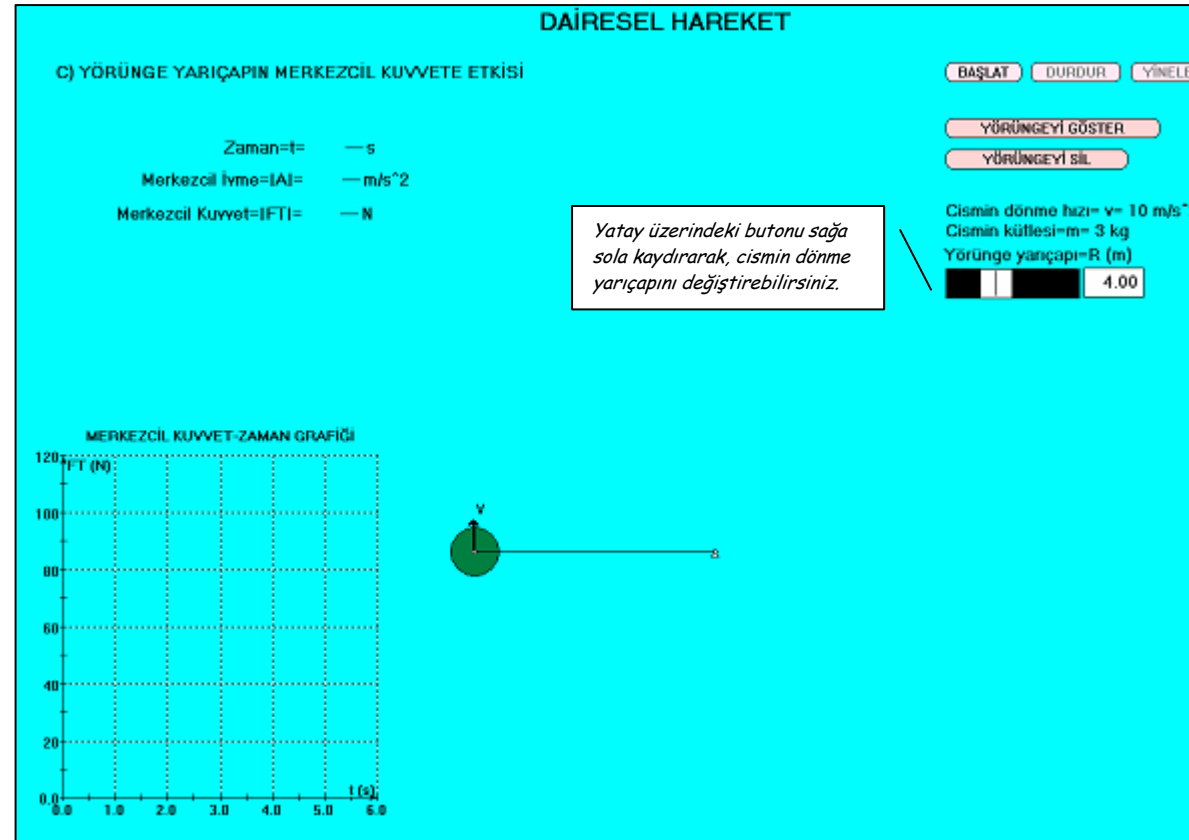 DAİRESEL HAREKET
C) YÖRÜNGE YARIÇAPIN MERKEZCİL KUVVETE ETKİSİ
BAŞLAT
DURDUR
YİNELE
YÖRÜNGEYİ GÖSTER
YÖRÜNGEYİ SİL
Zaman=t= — s
Merkezcil İvme=|A|= — m/s^2
Merkezcil Kuvvet=|FT|= — N
Yatay üzerindeki butonu sağa
sola kaydırarak, cismin dönme
yarıçapını değiştirebilirsiniz.
Cismin dönme hızı= v= 10 m/s^
Cismin kütlesi=m= 3 kg
Yörünge yarıçapı=R (m)
4.00
MERKEZCİL KUVVET-ZAMAN GRAFİĞİ
FT (N)
120
100
80
60
40
20
0.0
0.0 1.0 2.0 3.0 4.0 5.0 6.0
t (s)
v